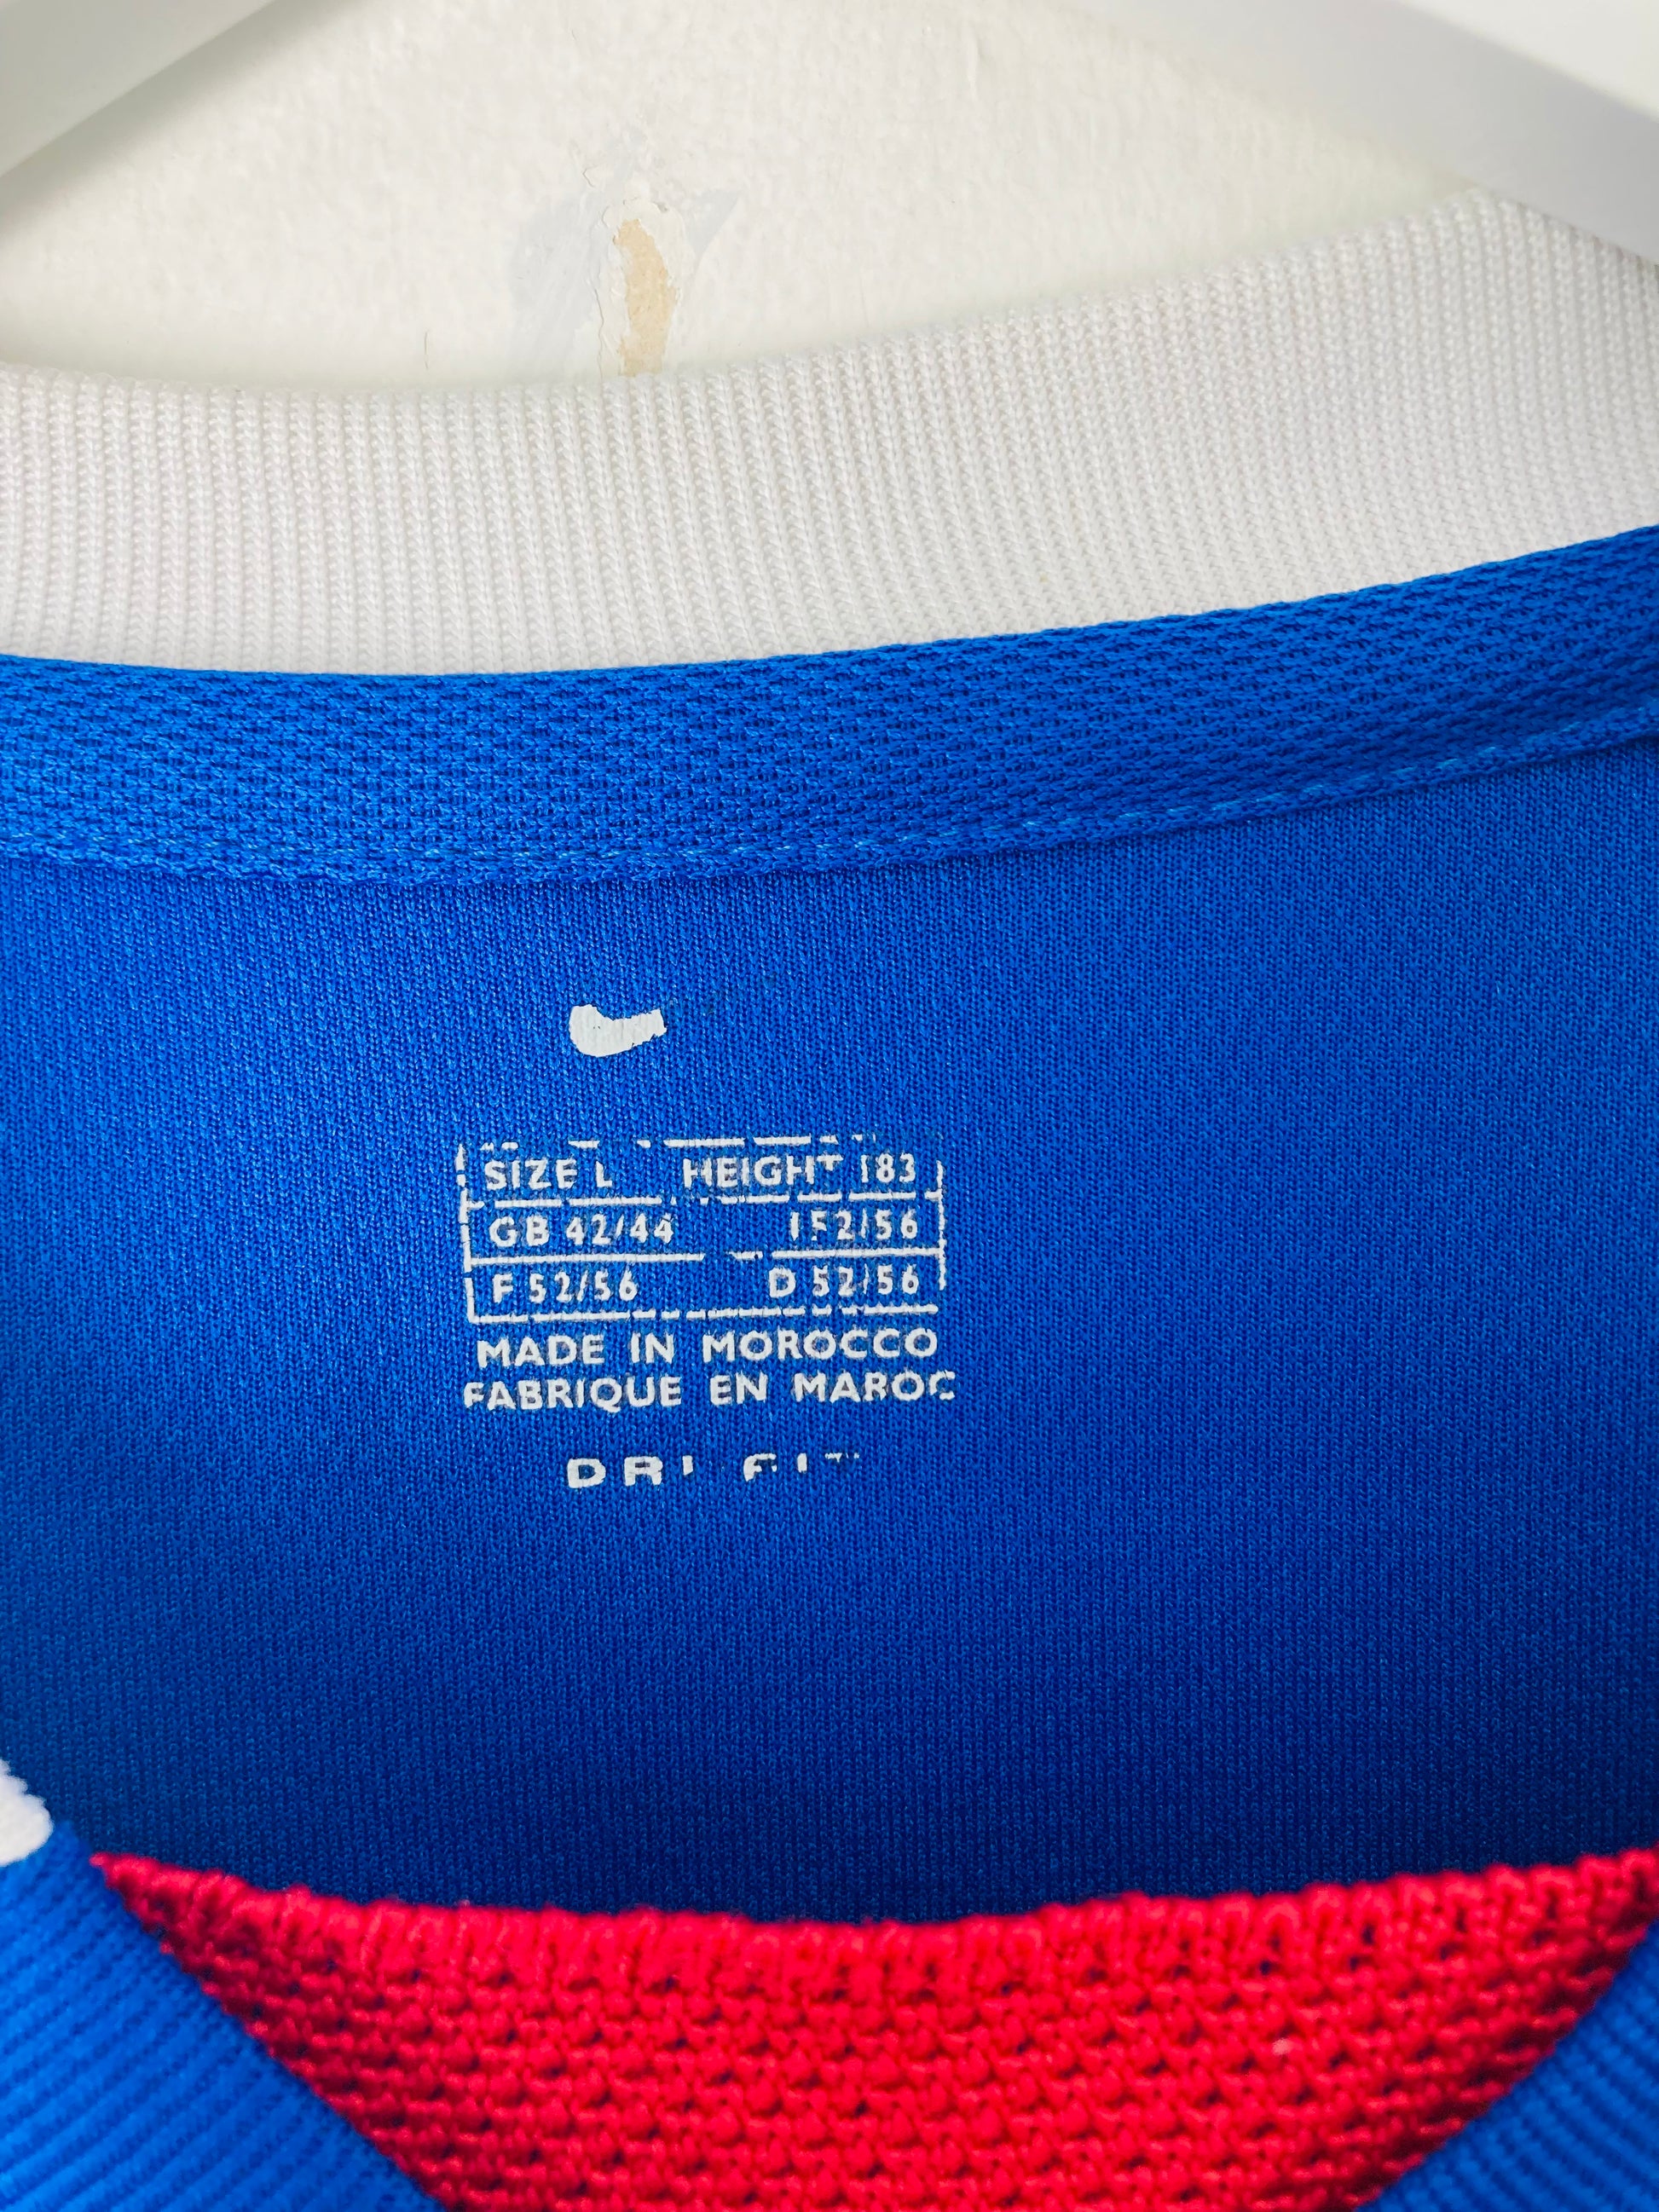 SIZE L HEIGHT 183
GB 42/44 I 52/56
F 52/56 D 52/56
MADE IN MOROCCO
FABRIQUE EN MAROC
DRI FIT